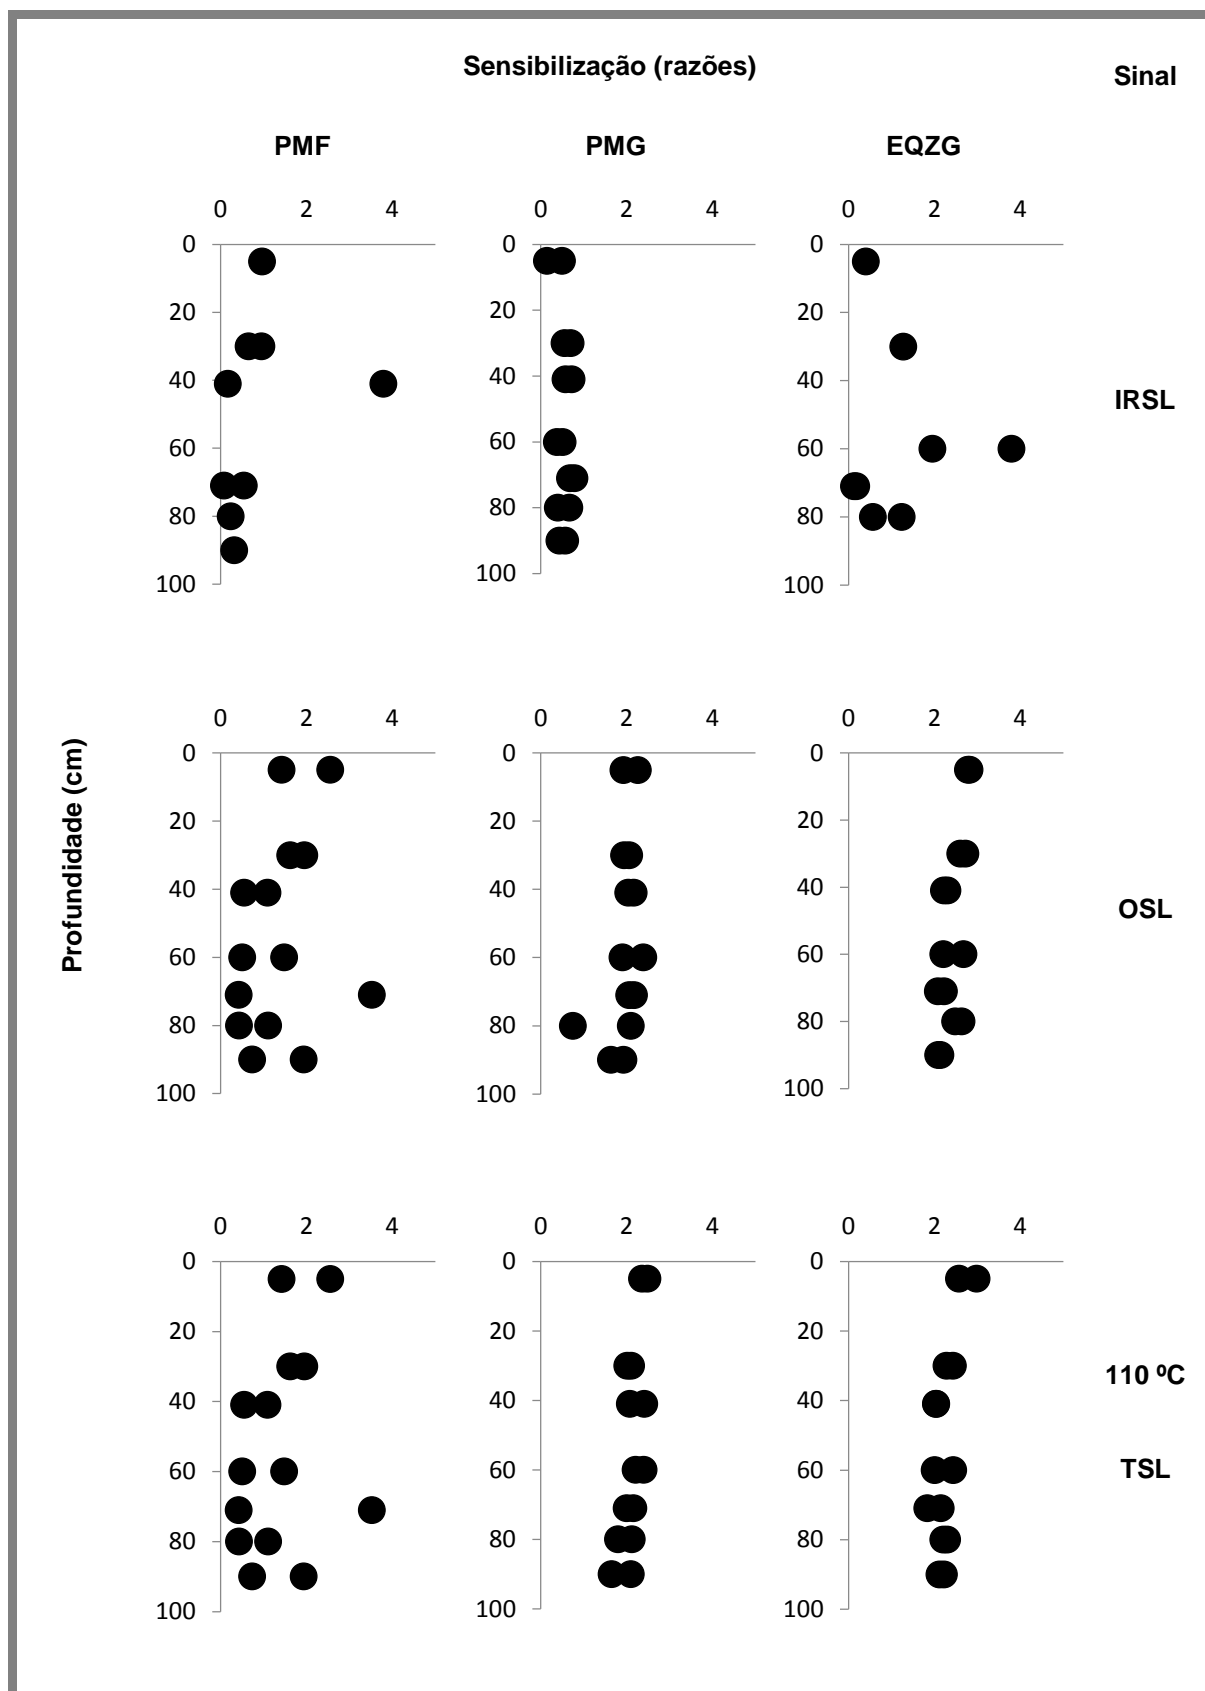 Sensibilização (razões)
Sinal
PMF PMG EQZG
0 2 4 0 2 4 0 2 4
0 0 0
20 20 20
40 40 40
IRSL
60 60 60
80 80 80
100 100 100
Profundidade (cm)
0 2 4 0 2 4 0 2 4
0 0 0
20 20 20
40 40 40
OSL
60 60 60
80 80 80
100 100 100
0 2 4 0 2 4 0 2 4
0 0 0
20 20 20
110 ºC
40 40 40
60 60 60
TSL
80 80 80
100 100 100